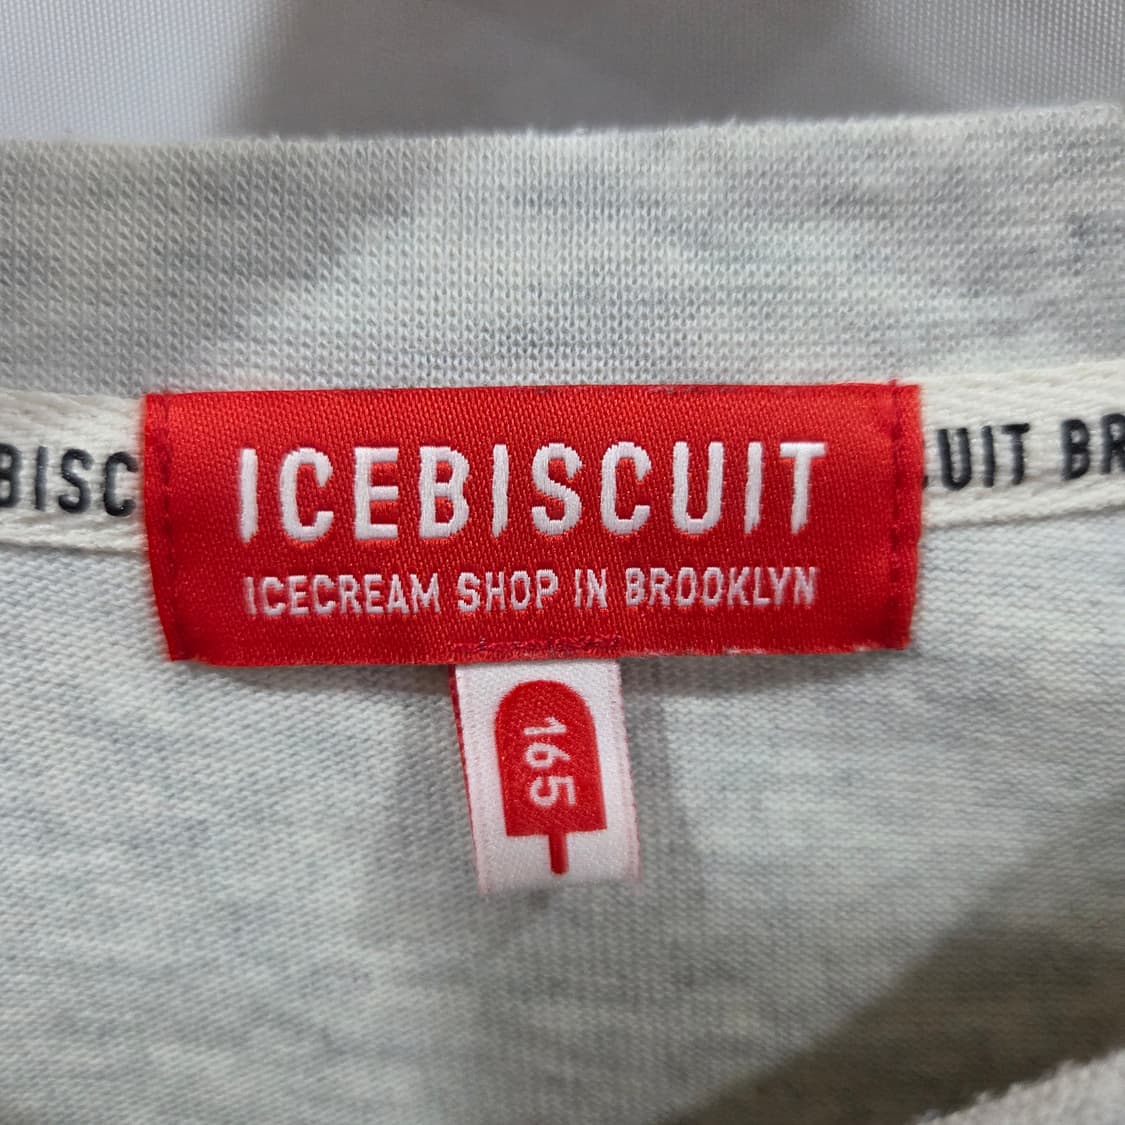 ICEBISCUIT
ICECREAM SHOP IN BROOKLYN
BISC
UIT BR
165